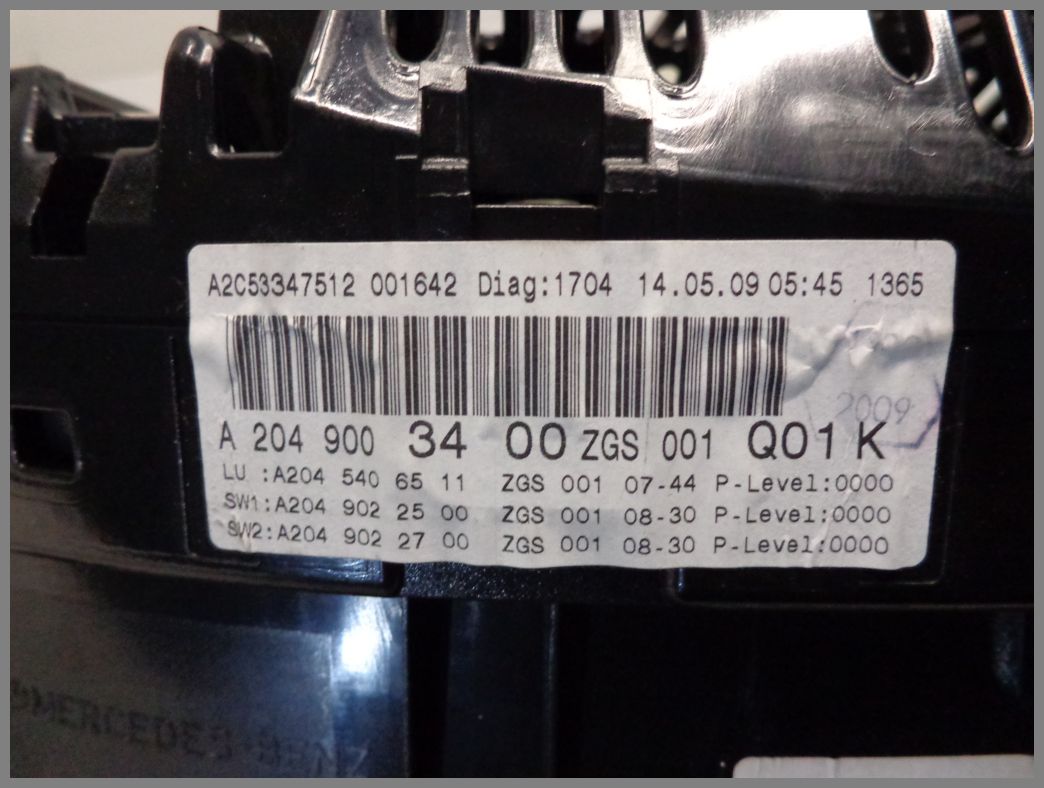 A2C53347512 001642 Diag:1704 14.05.09 05:45 1365
2009
A 204 900 34 00 ZGS 001 Q01 K
LU :A204 540 65 11 ZGS 001 07-44 P-Level:0000
SW1:A204 902 25 00 ZGS 001 08-30 P-Level:0000
SW2:A204 902 27 00 ZGS 001 08-30 P-Level:0000
MERCEDES-BENZ